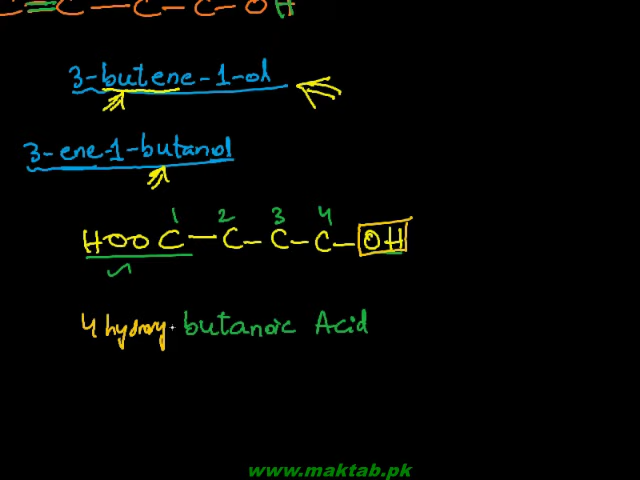 C=C-C-C-OH
3-butene-1-ol
3-ene-1-butanol
1 2 3 4
HOOC-C-C-C-OH
4 hydroxy butanoic Acid
www.maktab.pk